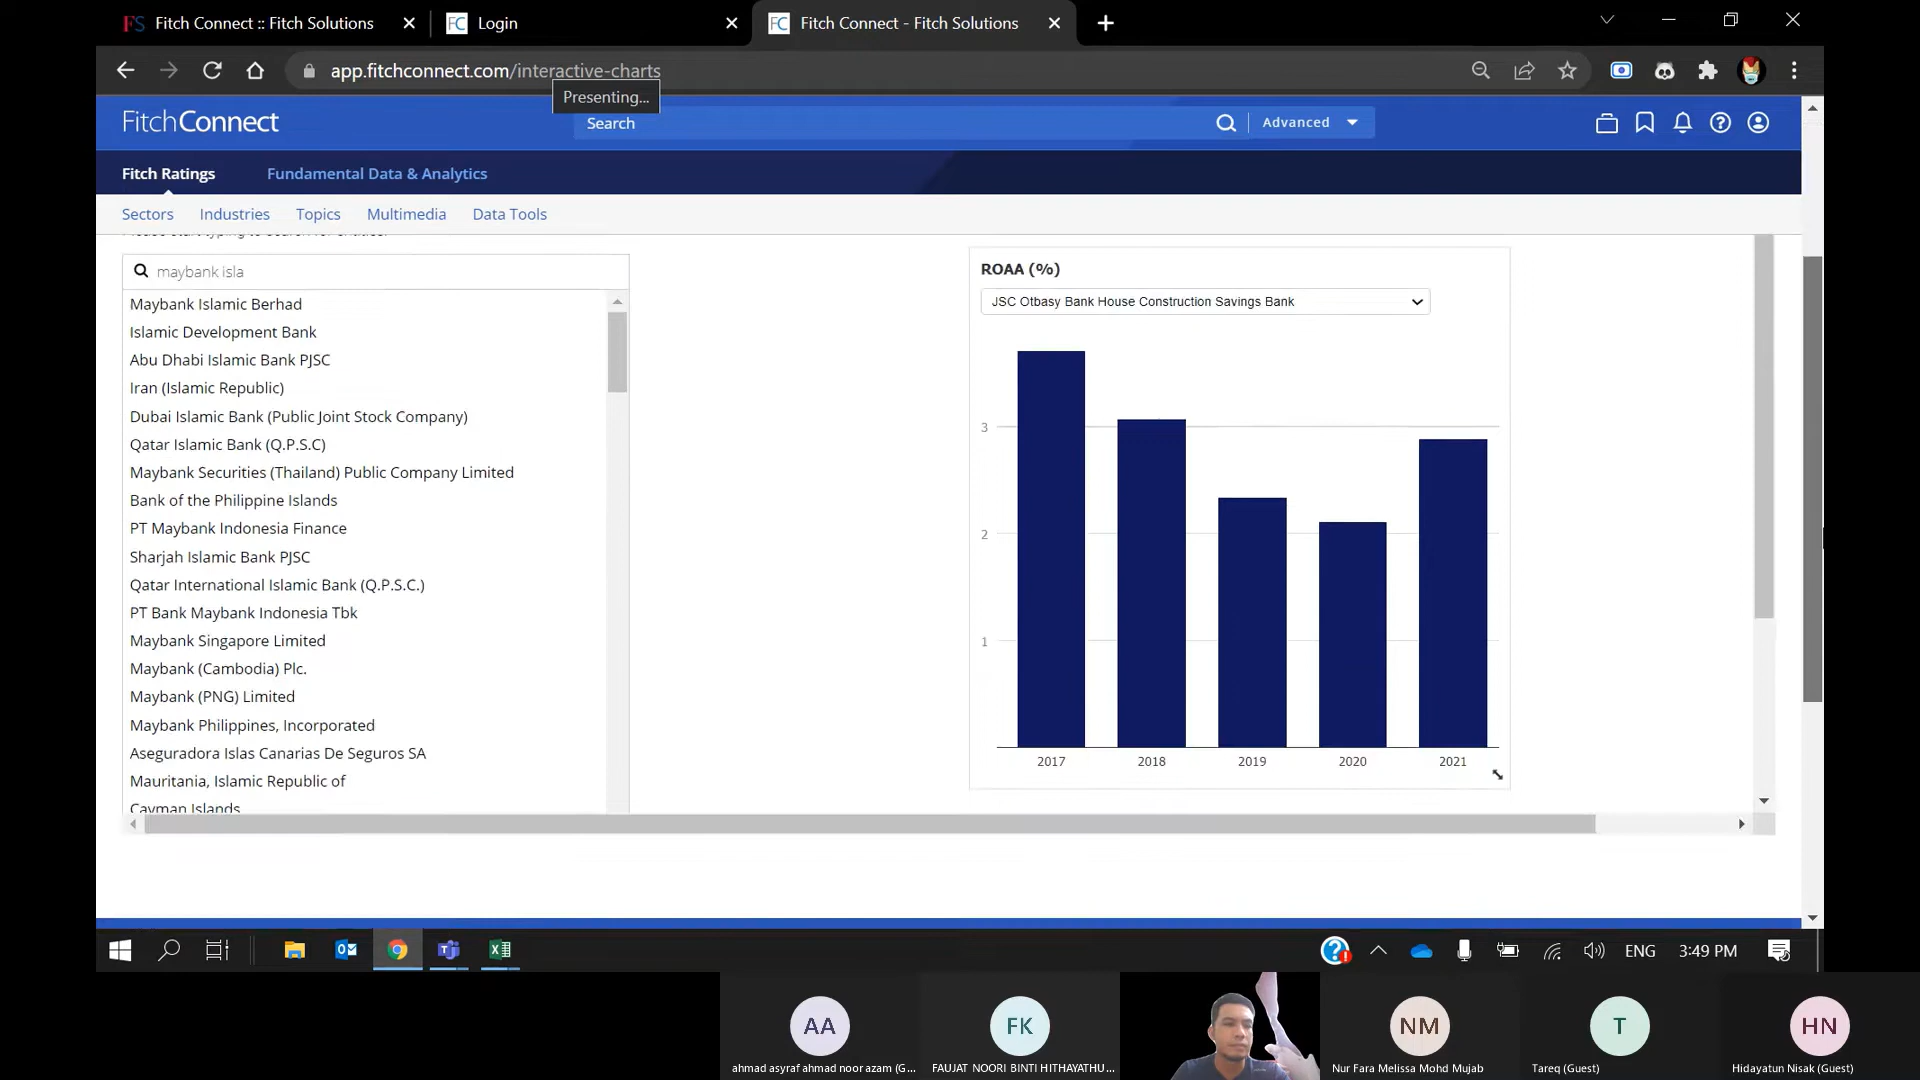 Fitch Connect :: Fitch Solutions
Login
Fitch Connect - Fitch Solutions
app.fitchconnect.com/interactive-charts
Presenting...
FitchConnect
Search
Advanced
Fitch Ratings
Fundamental Data & Analytics
Sectors
Industries
Topics
Multimedia
Data Tools
maybank isla
Maybank Islamic Berhad
Islamic Development Bank
Abu Dhabi Islamic Bank PJSC
Iran (Islamic Republic)
Dubai Islamic Bank (Public Joint Stock Company)
Qatar Islamic Bank (Q.P.S.C)
Maybank Securities (Thailand) Public Company Limited
Bank of the Philippine Islands
PT Maybank Indonesia Finance
Sharjah Islamic Bank PJSC
Qatar International Islamic Bank (Q.P.S.C.)
PT Bank Maybank Indonesia Tbk
Maybank Singapore Limited
Maybank (Cambodia) Plc.
Maybank (PNG) Limited
Maybank Philippines, Incorporated
Aseguradora Islas Canarias De Seguros SA
Mauritania, Islamic Republic of
Cayman Islands
ROAA (%)
JSC Otbasy Bank House Construction Savings Bank
3
2
1
2017
2018
2019
2020
2021
ENG
3:49 PM
AA
FK
NM
T
HN
ahmad asyraf ahmad noor azam (G...
FAUJAT NOORI BINTI HITHAYATHU...
Nur Fara Melissa Mohd Mujab
Tareq (Guest)
Hidayatun Nisak (Guest)